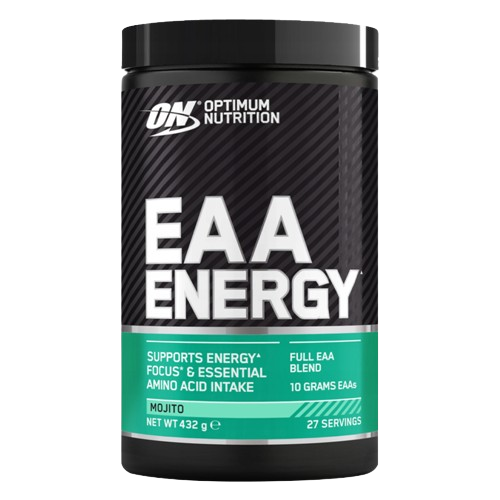 ON® OPTIMUM
NUTRITION
EAA
ENERGY
SUPPORTS ENERGY^
FOCUS* & ESSENTIAL
AMINO ACID INTAKE
FULL EAA
BLEND
10 GRAMS EAAs
MOJITO
NET WT 432 g ℮
27 SERVINGS